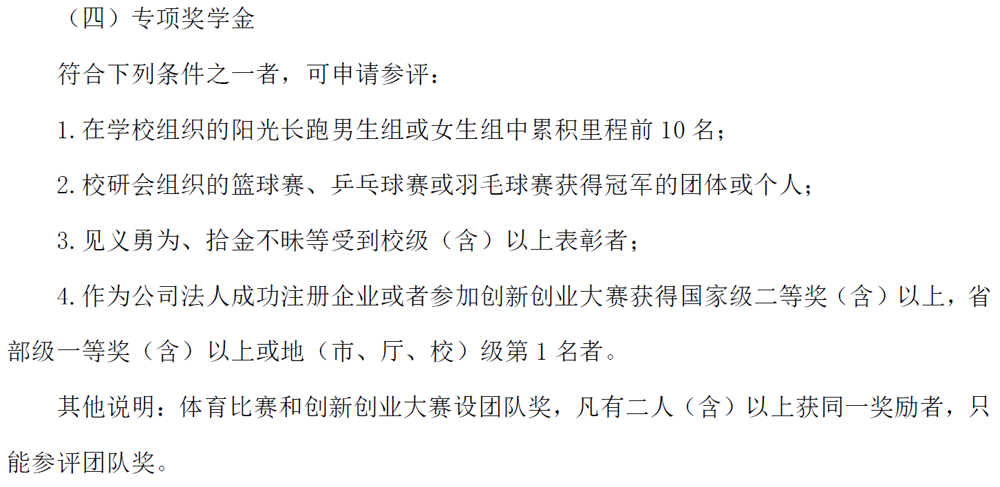 （四）专项奖学金
符合下列条件之一者，可申请参评：
1.在学校组织的阳光长跑男生组或女生组中累积里程前 10 名；
2.校研会组织的篮球赛、乒乓球赛或羽毛球赛获得冠军的团体或个人；
3.见义勇为、拾金不昧等受到校级（含）以上表彰者；
4.作为公司法人成功注册企业或者参加创新创业大赛获得国家级二等奖（含）以上，省
部级一等奖（含）以上或地（市、厅、校）级第 1 名者。
其他说明：体育比赛和创新创业大赛设团队奖，凡有二人（含）以上获同一奖励者，只
能参评团队奖。